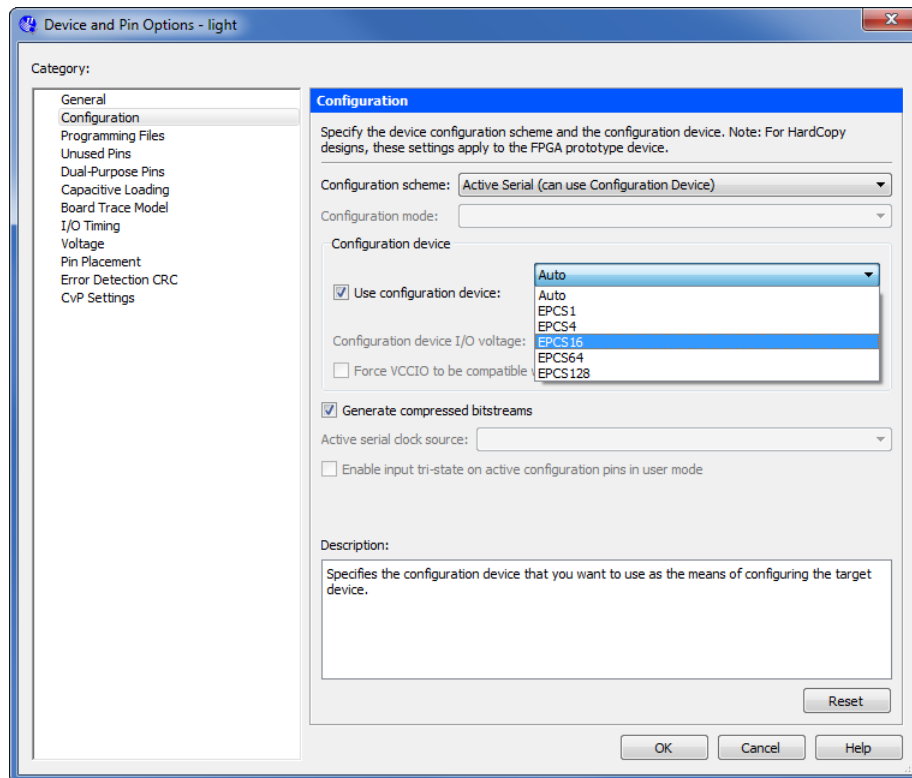 Device and Pin Options - light
Category:
General
Configuration
Programming Files
Unused Pins
Dual-Purpose Pins
Capacitive Loading
Board Trace Model
I/O Timing
Voltage
Pin Placement
Error Detection CRC
CvP Settings
Configuration
Specify the device configuration scheme and the configuration device. Note: For HardCopy
designs, these settings apply to the FPGA prototype device.
Configuration scheme: Active Serial (can use Configuration Device)
Configuration mode:
Configuration device
Auto
Use configuration device:
Auto
EPCS1
EPCS4
Configuration device I/O voltage: EPCS16
EPCS64
Force VCCIO to be compatible
EPCS128
Generate compressed bitstreams
Active serial clock source:
Enable input tri-state on active configuration pins in user mode
Description:
Specifies the configuration device that you want to use as the means of configuring the target
device.
Reset
OK Cancel Help